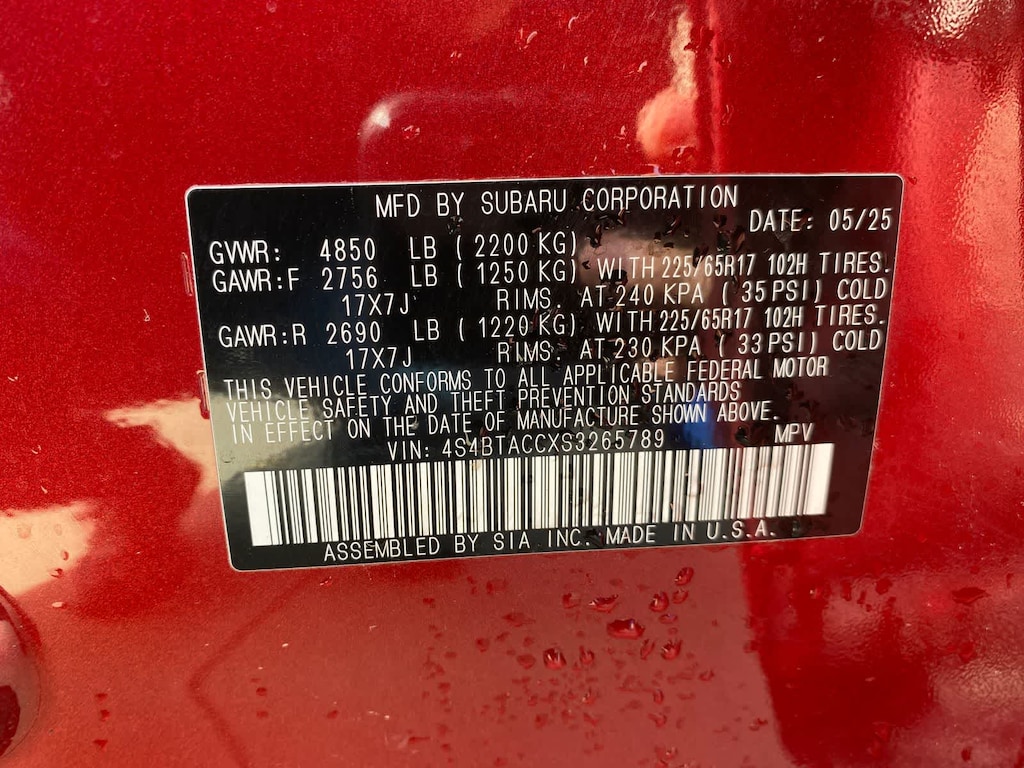 MFD BY SUBARU CORPORATION
DATE: 05/25
GVWR: 4850 LB ( 2200 KG)
GAWR:F 2756 LB ( 1250 KG) WITH 225/65R17 102H TIRES.
17X7J RIMS. AT 240 KPA ( 35 PSI) COLD
GAWR:R 2690 LB ( 1220 KG) WITH 225/65R17 102H TIRES.
17X7J RIMS. AT 230 KPA ( 33 PSI) COLD
THIS VEHICLE CONFORMS TO ALL APPLICABLE FEDERAL MOTOR
VEHICLE SAFETY AND THEFT PREVENTION STANDARDS
IN EFFECT ON THE DATE OF MANUFACTURE SHOWN ABOVE.
VIN: 4S4BTACCXS3265789 MPV
ASSEMBLED BY SIA INC. MADE IN U.S.A.